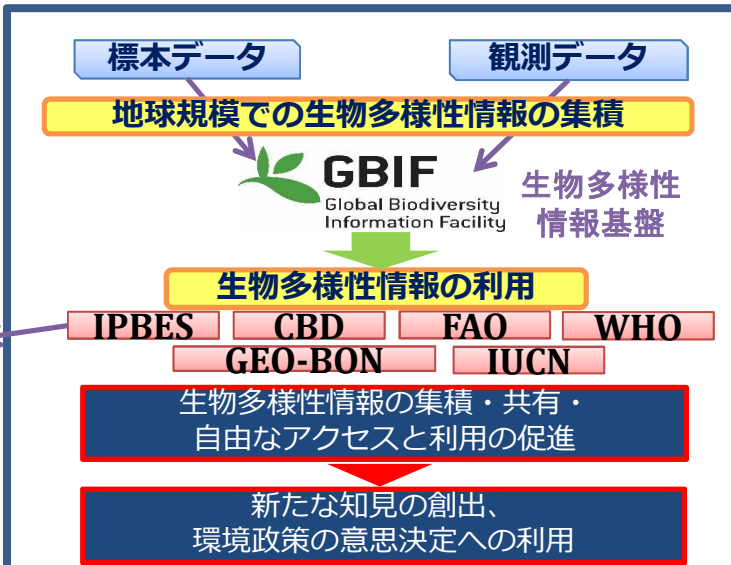 標本データ
観測データ
地球規模での生物多様性情報の集積
GBIF
Global Biodiversity
Information Facility
生物多様性
情報基盤
生物多様性情報の利用
IPBES
CBD
FAO
WHO
GEO-BON
IUCN
生物多様性情報の集積・共有・
自由なアクセスと利用の促進
新たな知見の創出、
環境政策の意思決定への利用